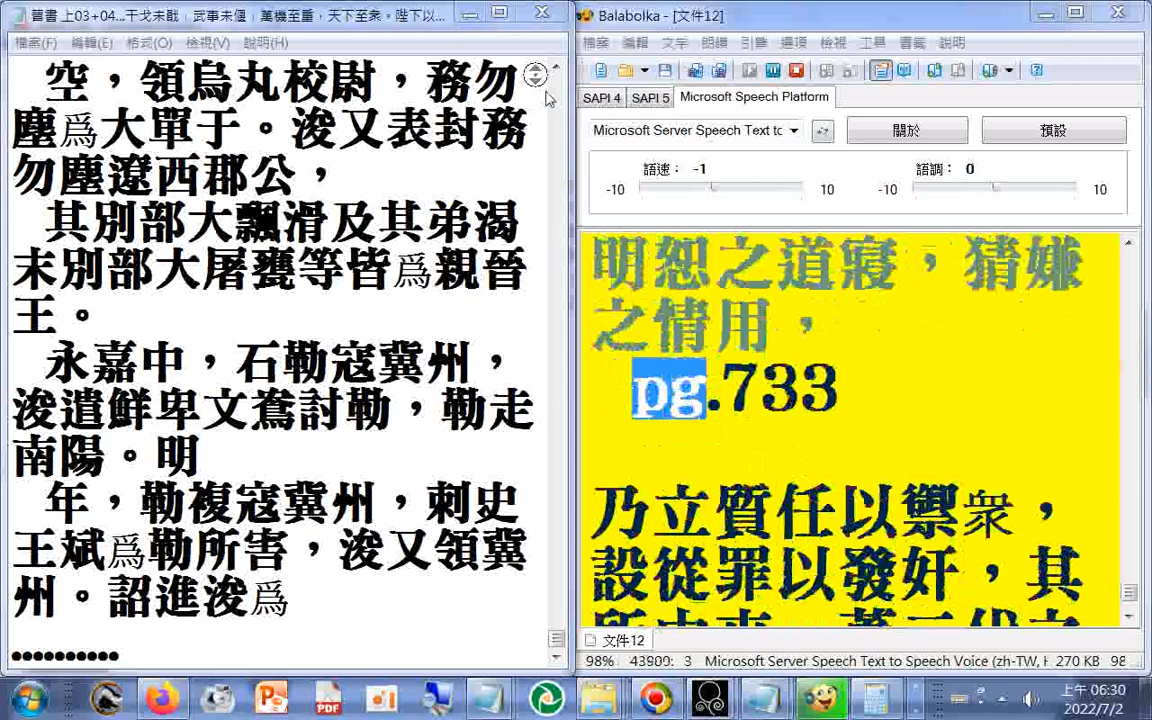 晉書 上03+04...干戈未戢﹐武事未偃﹐萬機至重﹐天下至衆。陛下以...
檔案(F) 編輯(E) 格式(O) 檢視(V) 說明(H)
空，領烏丸校尉，務勿
塵爲大單于。浚又表封務
勿塵遼西郡公，
其別部大飄滑及其弟渴
末別部大屠甕等皆爲親晉
王。
永嘉中，石勒寇冀州，
浚遣鮮卑文鴦討勒，勒走
南陽。明
年，勒複寇冀州，刺史
王斌爲勒所害，浚又領冀
州。詔進浚爲
●●●●●●●●●●
Balabolka - [文件12]
檔案 編輯 文字 朗讀 引擎 選項 檢視 工具 書籤 說明
SAPI 4 SAPI 5 Microsoft Speech Platform
Microsoft Server Speech Text to
關於 預設
語速： -1 語調： 0
-10 10 -10 10
明恕之道寢，猜嫌
之情用，
pg.733
乃立質任以禦衆，
設從罪以發奸，其
文件12
98% 43909: 3 Microsoft Server Speech Text to Speech Voice (zh-TW, H 270 KB 98
上午 06:30
2022/7/2